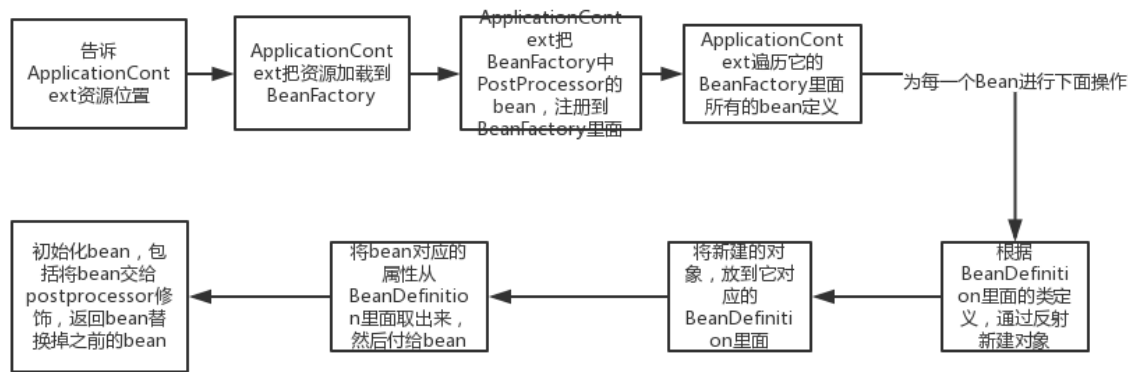 告诉
ApplicationCont
ext资源位置
ApplicationCont
ext把资源加载到
BeanFactory
ApplicationCont
ext把
BeanFactory中
PostProcessor的
bean，注册到
BeanFactory里面
ApplicationCont
ext遍历它的
BeanFactory里面
所有的bean定义
为每一个Bean进行下面操作
根据
BeanDefiniti
on里面的类定
义，通过反射
新建对象
将新建的对
象，放到它对
应的
BeanDefiniti
on里面
将bean对应的
属性从
BeanDefinitio
n里面取出来，
然后付给bean
初始化bean，包
括将bean交给
postprocessor修
饰，返回bean替
换掉之前的bean